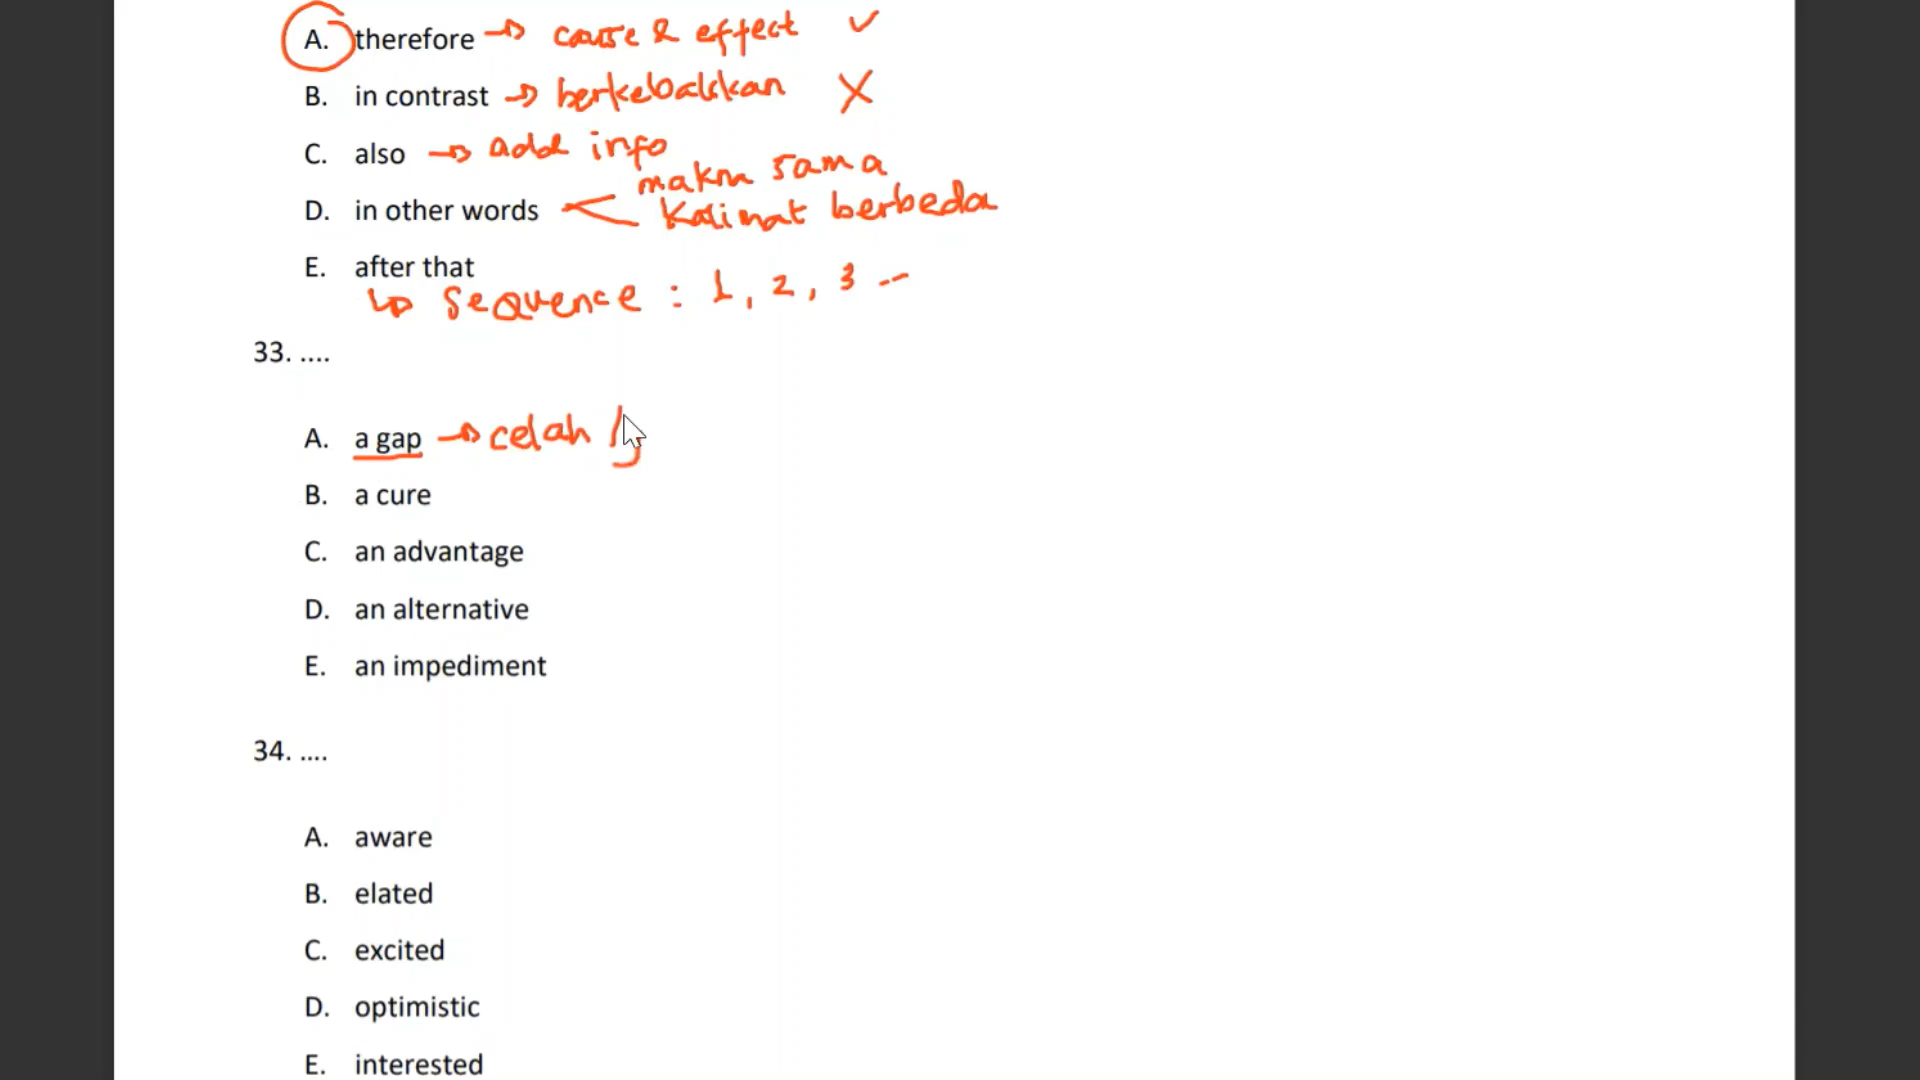 A. therefore → cause & effect ✓
B. in contrast → berkebalikkan X
C. also → add info
makna sama
D. in other words < kalimat berbeda
E. after that
↳ Sequence : 1, 2, 3 --
33. ....
A. a gap → celah /
B. a cure
C. an advantage
D. an alternative
E. an impediment
34. ....
A. aware
B. elated
C. excited
D. optimistic
E. interested